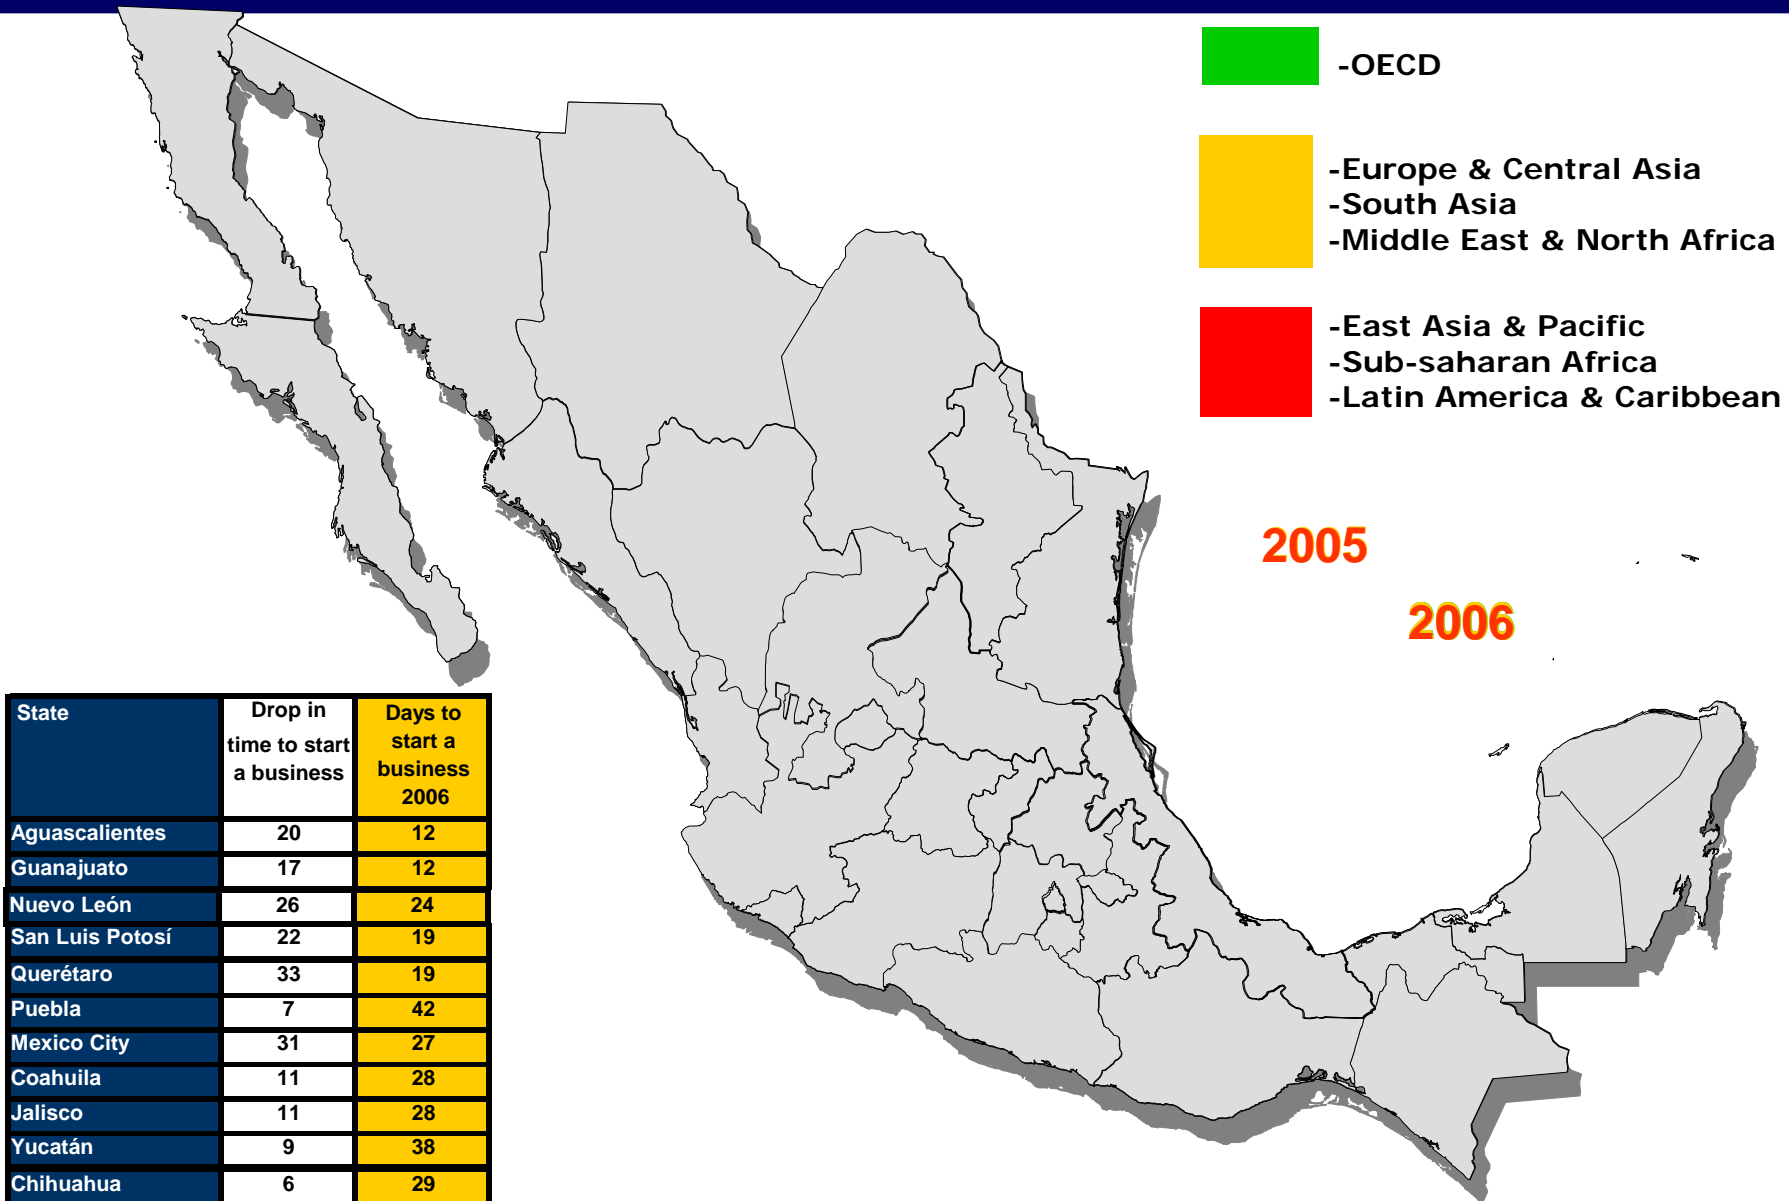 -OECD
-Europe & Central Asia
-South Asia
-Middle East & North Africa
-East Asia & Pacific
-Sub-saharan Africa
-Latin America & Caribbean
2005
2006
State
Drop in
time to start
a business
Days to
start a
business
2006
Aguascalientes 20 12
Guanajuato 17 12
Nuevo León 26 24
San Luis Potosí 22 19
Querétaro 33 19
Puebla 7 42
Mexico City 31 27
Coahuila 11 28
Jalisco 11 28
Yucatán 9 38
Chihuahua 6 29